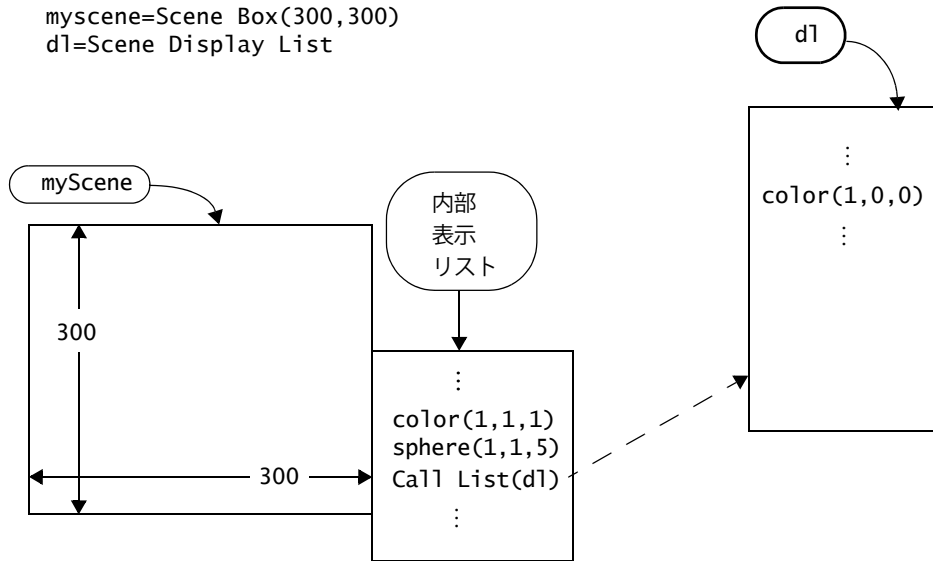 myscene=Scene Box(300,300)
dl=Scene Display List
dl
⋮
color(1,0,0)
⋮
myScene
内部
表示
リスト
300
300
⋮
color(1,1,1)
sphere(1,1,5)
Call List(dl)
⋮